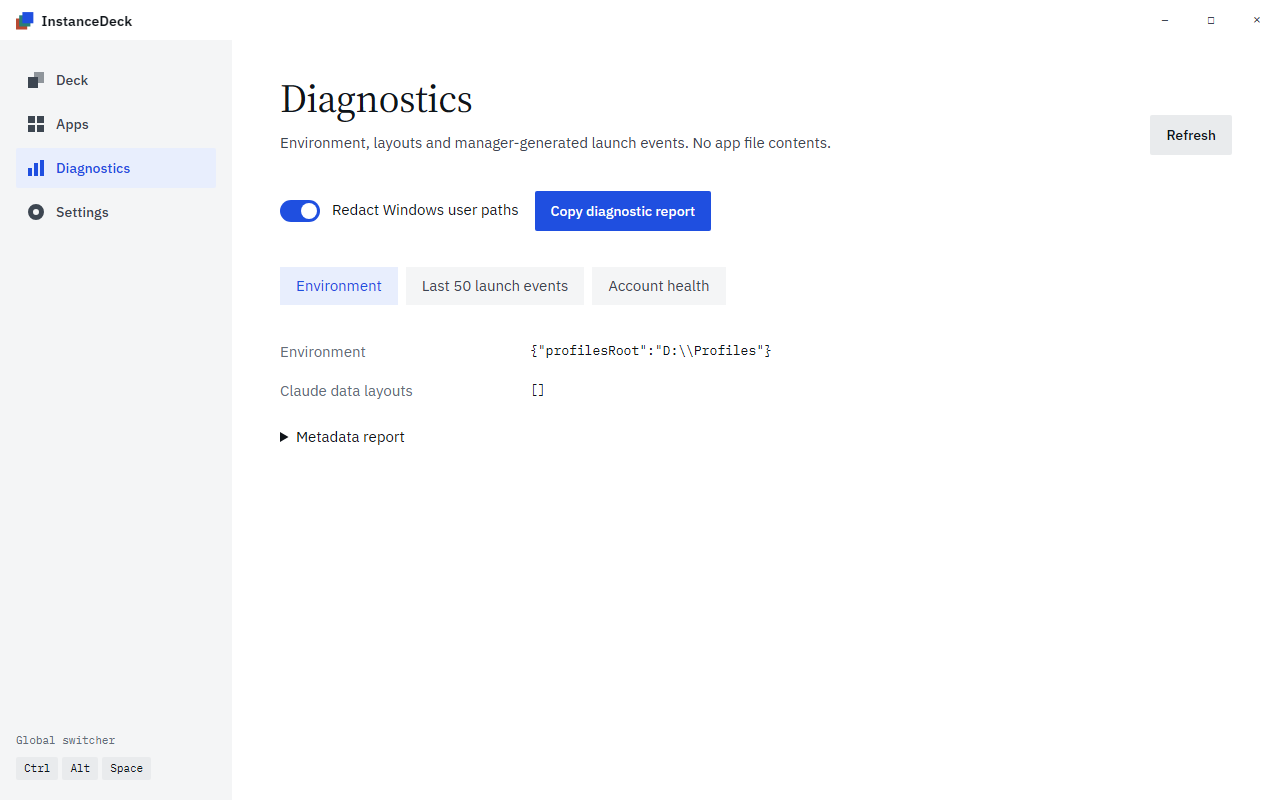 InstanceDeck
Deck
Apps
Diagnostics
Settings
Global switcher
Ctrl Alt Space
Diagnostics
Environment, layouts and manager-generated launch events. No app file contents.
Refresh
Redact Windows user paths
Copy diagnostic report
Environment
Last 50 launch events
Account health
Environment {"profilesRoot":"D:\\Profiles"}
Claude data layouts []
Metadata report